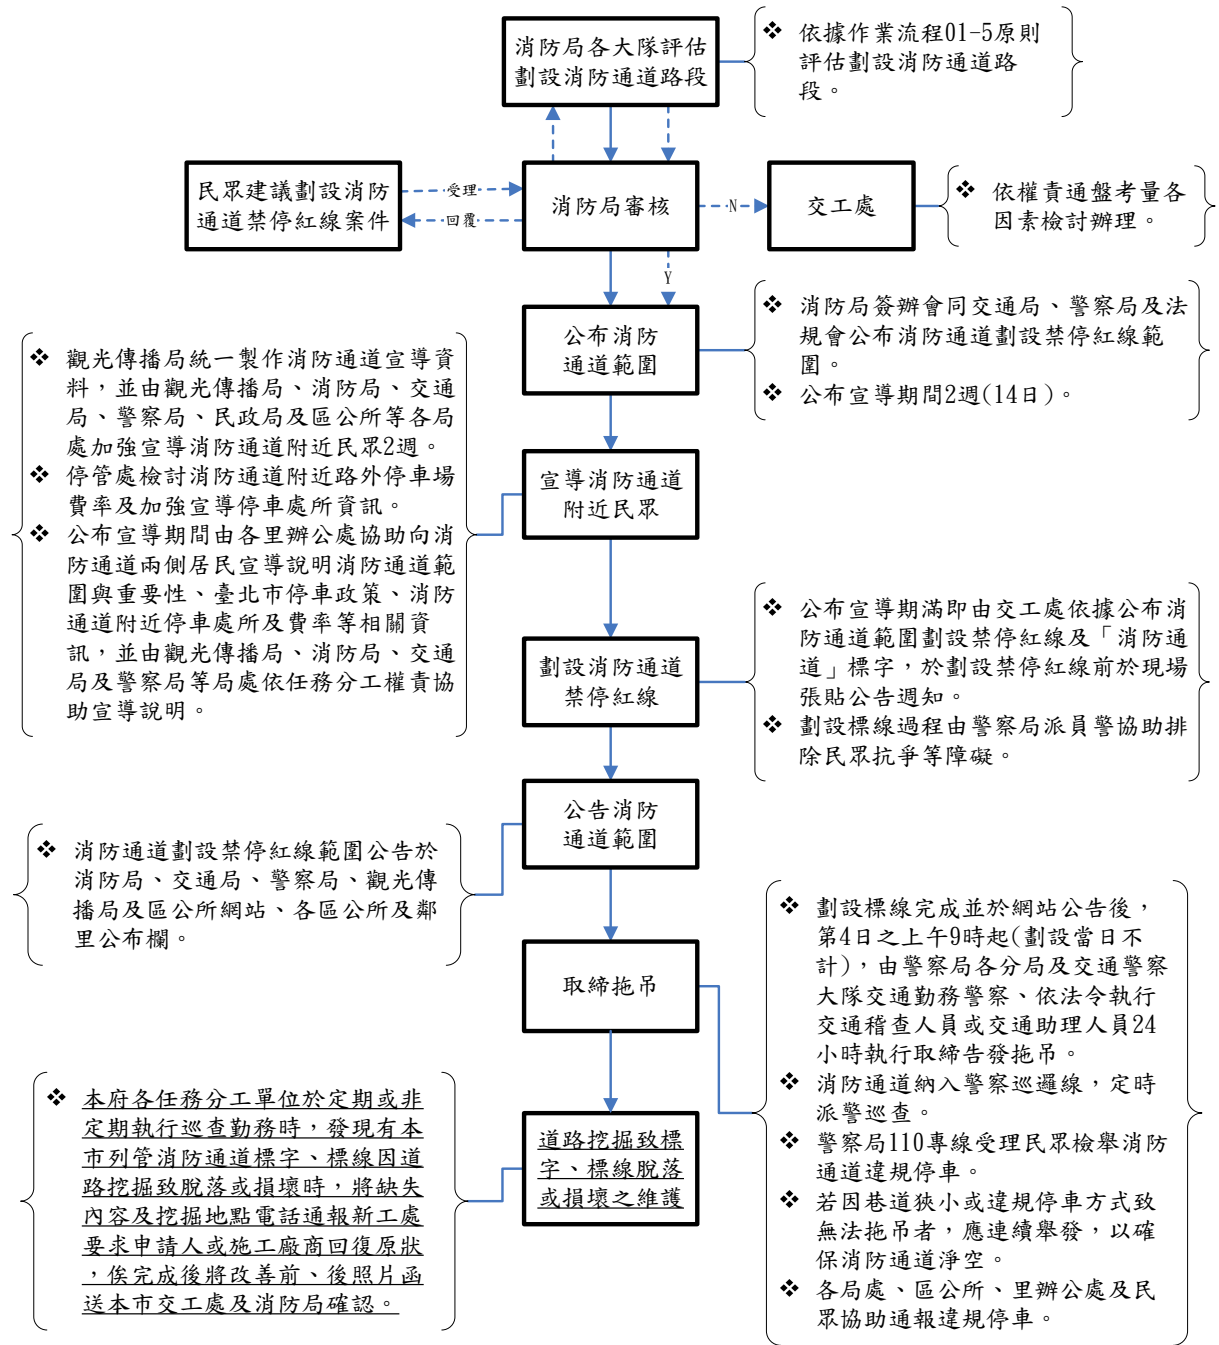 消防局各大隊評估
劃設消防通道路段
❖ 依據作業流程01-5原則
評估劃設消防通道路
段。
民眾建議劃設消防
通道禁停紅線案件
受理
回覆
消防局審核
N
交工處
❖ 依權責通盤考量各
因素檢討辦理。
Y
公布消防
通道範圍
❖ 消防局簽辦會同交通局、警察局及法
規會公布消防通道劃設禁停紅線範
圍。
❖ 公布宣導期間2週(14日)。
❖ 觀光傳播局統一製作消防通道宣導資
料，並由觀光傳播局、消防局、交通
局、警察局、民政局及區公所等各局
處加強宣導消防通道附近民眾2週。
❖ 停管處檢討消防通道附近路外停車場
費率及加強宣導停車處所資訊。
❖ 公布宣導期間由各里辦公處協助向消
防通道兩側居民宣導說明消防通道範
圍與重要性、臺北市停車政策、消防
通道附近停車處所及費率等相關資
訊，並由觀光傳播局、消防局、交通
局及警察局等局處依任務分工權責協
助宣導說明。
宣導消防通道
附近民眾
劃設消防通道
禁停紅線
❖ 公布宣導期滿即由交工處依據公布消
防通道範圍劃設禁停紅線及「消防通
道」標字，於劃設禁停紅線前於現場
張貼公告週知。
❖ 劃設標線過程由警察局派員警協助排
除民眾抗爭等障礙。
公告消防
通道範圍
❖ 消防通道劃設禁停紅線範圍公告於
消防局、交通局、警察局、觀光傳
播局及區公所網站、各區公所及鄰
里公布欄。
取締拖吊
❖ 劃設標線完成並於網站公告後，
第4日之上午9時起(劃設當日不
計)，由警察局各分局及交通警察
大隊交通勤務警察、依法令執行
交通稽查人員或交通助理人員24
小時執行取締告發拖吊。
❖ 消防通道納入警察巡邏線，定時
派警巡查。
❖ 警察局110專線受理民眾檢舉消防
通道違規停車。
❖ 若因巷道狹小或違規停車方式致
無法拖吊者，應連續舉發，以確
保消防通道淨空。
❖ 各局處、區公所、里辦公處及民
眾協助通報違規停車。
道路挖掘致標
字、標線脫落
或損壞之維護
❖ 本府各任務分工單位於定期或非
定期執行巡查勤務時，發現有本
市列管消防通道標字、標線因道
路挖掘致脫落或損壞時，將缺失
內容及挖掘地點電話通報新工處
要求申請人或施工廠商回復原狀
，俟完成後將改善前、後照片函
送本市交工處及消防局確認。